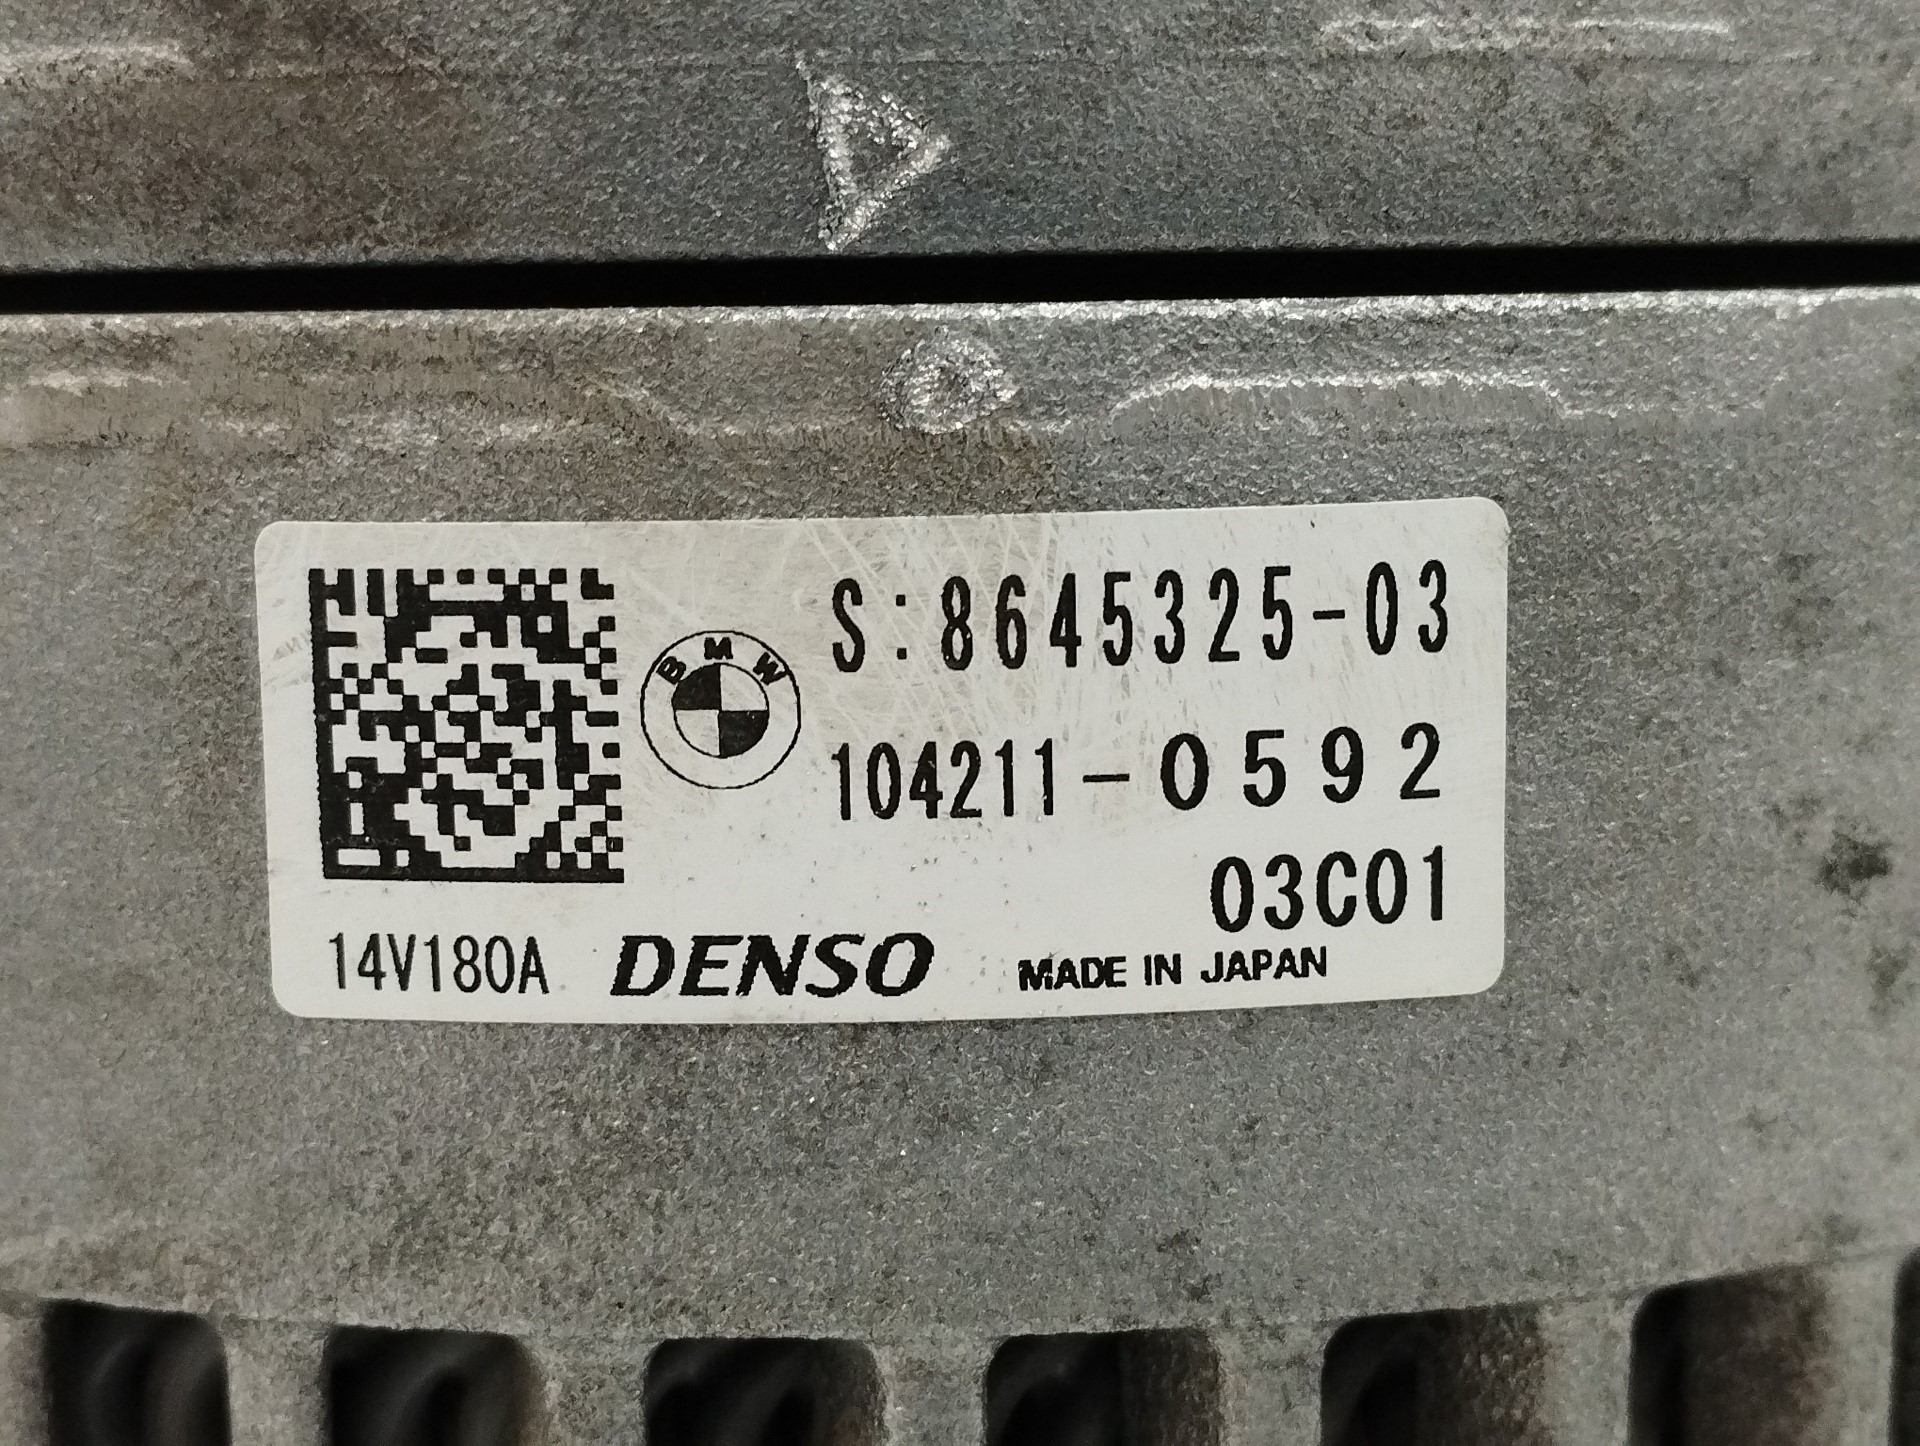 S:8645325-03
BMW
104211-0592
03C01
14V180A DENSO MADE IN JAPAN